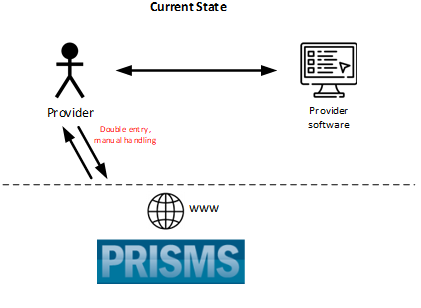 Current State
Provider
Provider
software
Double entry,
manual handling
www
PRISMS